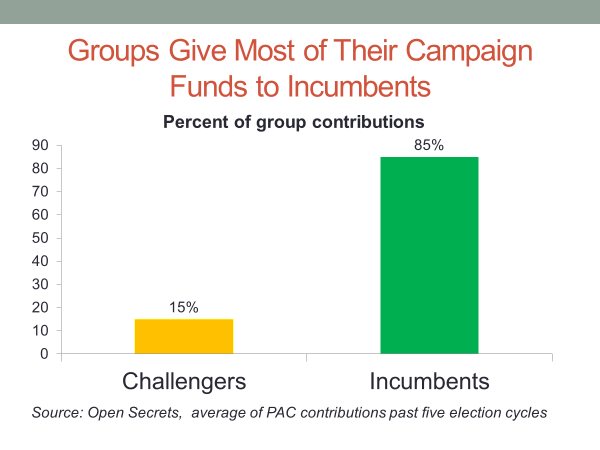 Groups Give Most of Their Campaign
Funds to Incumbents
Percent of group contributions
90
80
70
60
50
40
30
20
10
0
15%
85%
Challengers
Incumbents
Source: Open Secrets, average of PAC contributions past five election cycles